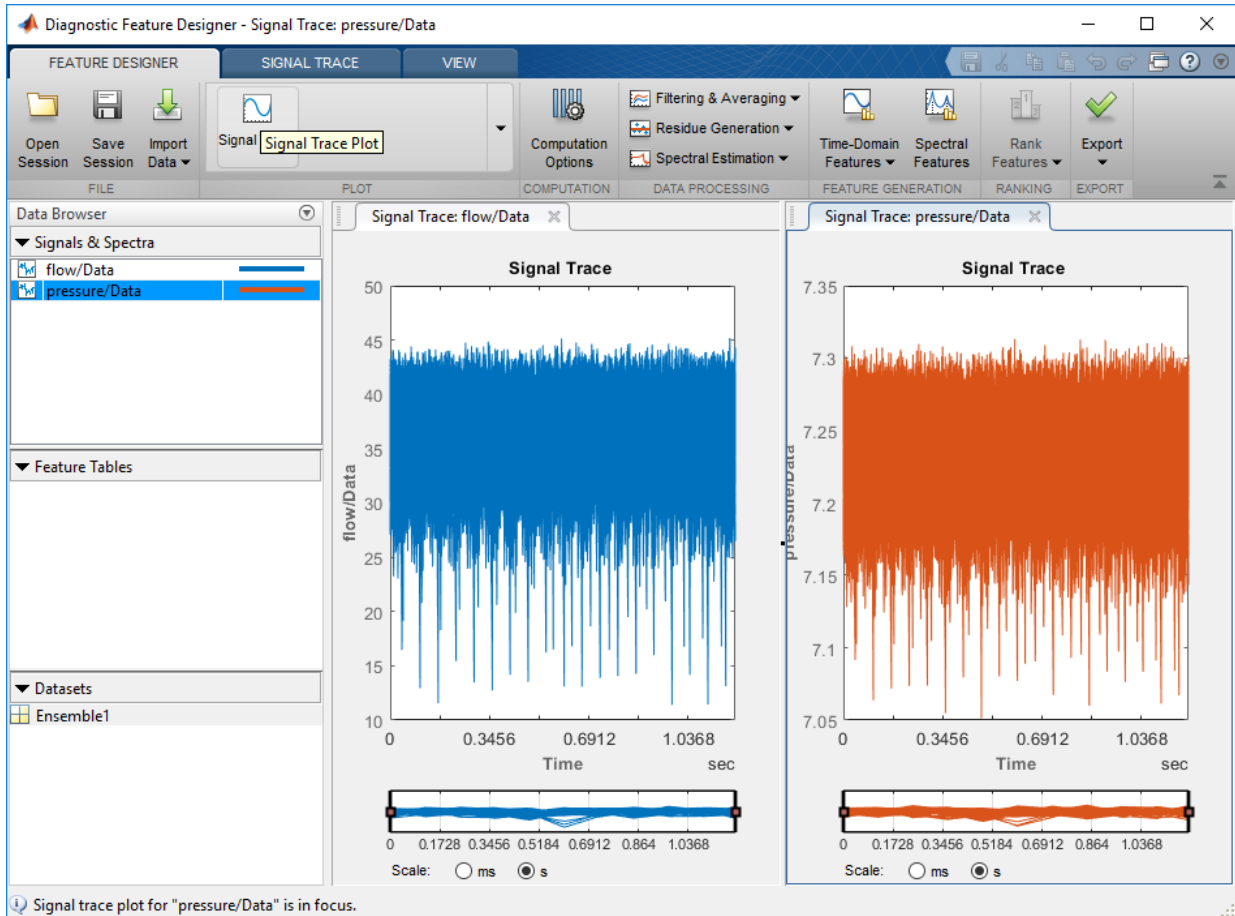 Diagnostic Feature Designer - Signal Trace: pressure/Data
FEATURE DESIGNER
SIGNAL TRACE
VIEW
Open Session
Save Session
Import Data
FILE
Signal
Signal Trace Plot
PLOT
Computation Options
COMPUTATION
Filtering & Averaging
Residue Generation
Spectral Estimation
DATA PROCESSING
Time-Domain Features
Spectral Features
FEATURE GENERATION
Rank Features
RANKING
Export
EXPORT
Data Browser
Signals & Spectra
flow/Data
pressure/Data
Feature Tables
Datasets
Ensemble1
Signal Trace: flow/Data
Signal Trace
50
45
40
35
30
25
20
15
10
flow/Data
0 0.3456 0.6912 1.0368
Time sec
0 0.1728 0.3456 0.5184 0.6912 0.864 1.0368
Scale: ms s
Signal Trace: pressure/Data
Signal Trace
7.35
7.3
7.25
7.2
7.15
7.1
7.05
pressure/Data
0 0.3456 0.6912 1.0368
Time sec
0 0.1728 0.3456 0.5184 0.6912 0.864 1.0368
Scale: ms s
Signal trace plot for "pressure/Data" is in focus.